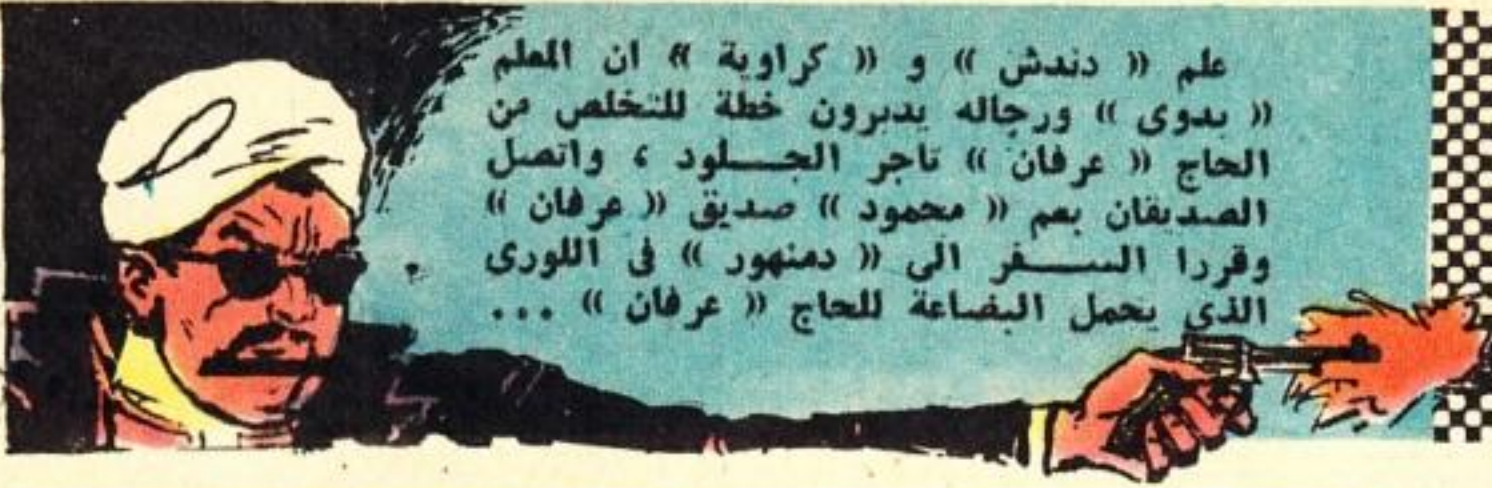 علم (( دندش )) و (( كراوية )) ان المعلم
(( بدوى )) ورجاله يدبرون خطة للتخلص من
الحاج (( عرفان )) تاجر الجلود ، واتصل
الصديقان بعم (( محمود )) صديق (( عرفان ))
وقررا السفر الى (( دمنهور )) فى اللورى
الذي يحمل البضاعة للحاج (( عرفان )) ...